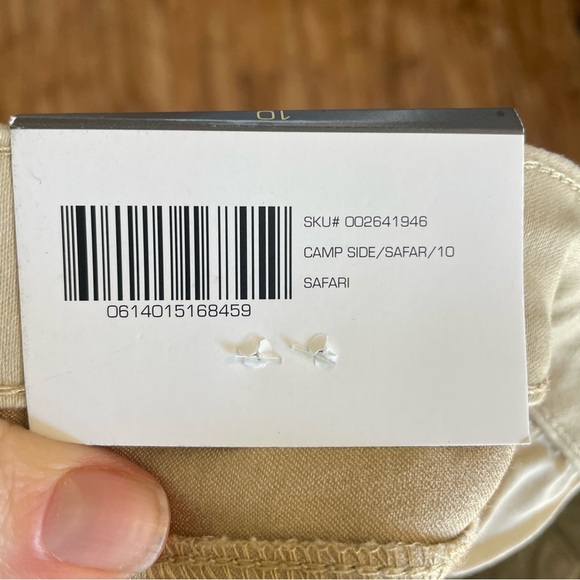 10
SKU# 002641946
CAMP SIDE/SAFAR/10
SAFARI
0614015168459